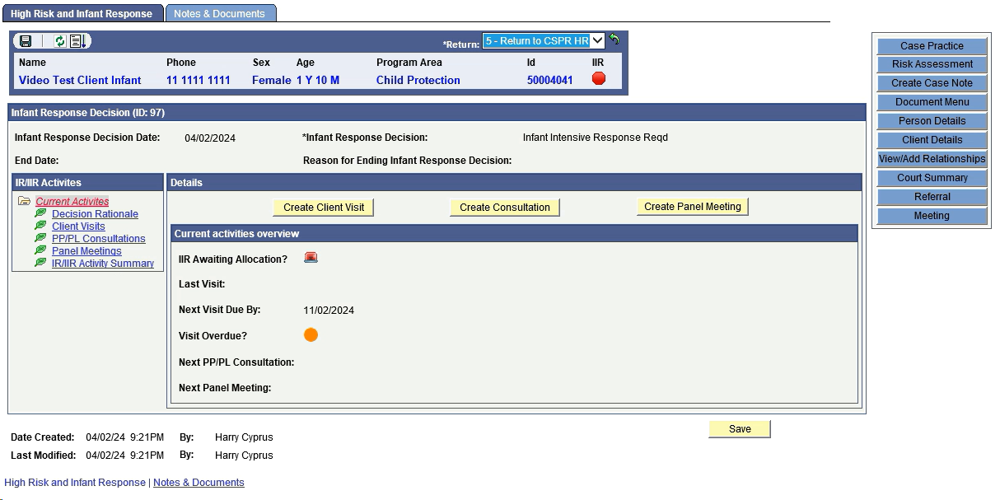 High Risk and Infant Response Notes & Documents
*Return: 5 - Return to CSPR HR
Name Phone Sex Age Program Area Id IIR
Video Test Client Infant 11 1111 1111 Female 1 Y 10 M Child Protection 50004041
Case Practice
Risk Assessment
Create Case Note
Document Menu
Person Details
Client Details
View/Add Relationships
Court Summary
Referral
Meeting
Infant Response Decision (ID: 97)
Infant Response Decision Date: 04/02/2024 *Infant Response Decision: Infant Intensive Response Reqd
End Date: Reason for Ending Infant Response Decision:
IR/IIR Activites
Current Activites
Decision Rationale
Client Visits
PP/PL Consultations
Panel Meetings
IR/IIR Activity Summary
Details
Create Client Visit Create Consultation Create Panel Meeting
Current activities overview
IIR Awaiting Allocation?
Last Visit:
Next Visit Due By: 11/02/2024
Visit Overdue?
Next PP/PL Consultation:
Next Panel Meeting:
Save
Date Created: 04/02/24 9:21PM By: Harry Cyprus
Last Modified: 04/02/24 9:21PM By: Harry Cyprus
High Risk and Infant Response | Notes & Documents